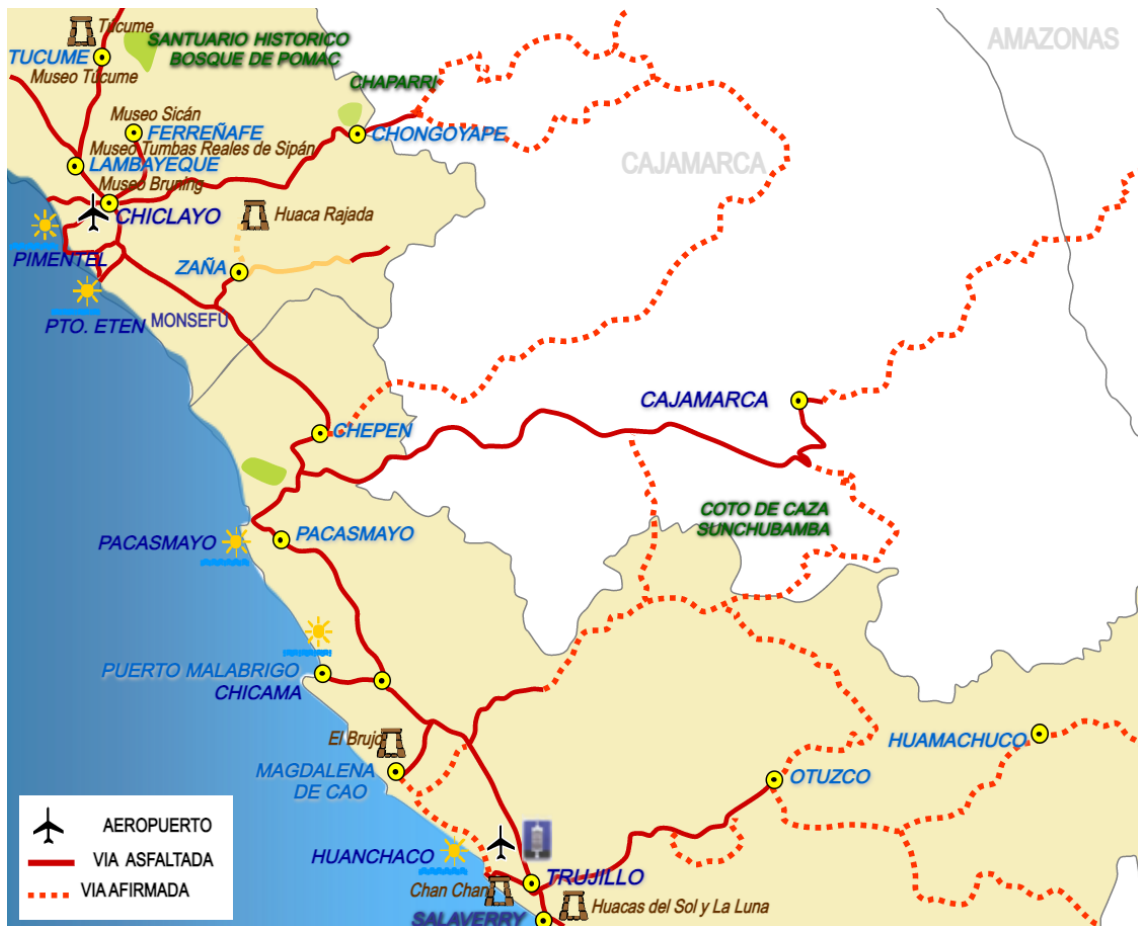 Túcume
AMAZONAS
SANTUARIO HISTORICO
BOSQUE DE POMAC
TUCUME
Museo Túcume
CHAPARRI
Museo Sicán
FERREÑAFE
CHONGOYAPE
Museo Tumbas Reales de Sipán
LAMBAYEQUE
CAJAMARCA
Museo Bruning
CHICLAYO
Huaca Rajada
PIMENTEL
ZAÑA
PTO. ETEN
MONSEFU
CAJAMARCA
CHEPEN
COTO DE CAZA
SUNCHUBAMBA
PACASMAYO
PACASMAYO
PUERTO MALABRIGO
CHICAMA
El Brujo
HUAMACHUCO
MAGDALENA
DE CAO
OTUZCO
AEROPUERTO
VIA ASFALTADA
VIA AFIRMADA
HUANCHACO
TRUJILLO
Chan Chan
Huacas del Sol y La Luna
SALAVERRY